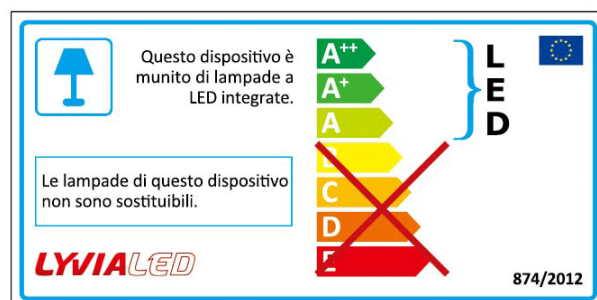 Questo dispositivo è
munito di lampade a
LED integrate.
A++
A+
A
B
C
D
E
L
E
D
Le lampade di questo dispositivo
non sono sostituibili.
LYVIALED
874/2012